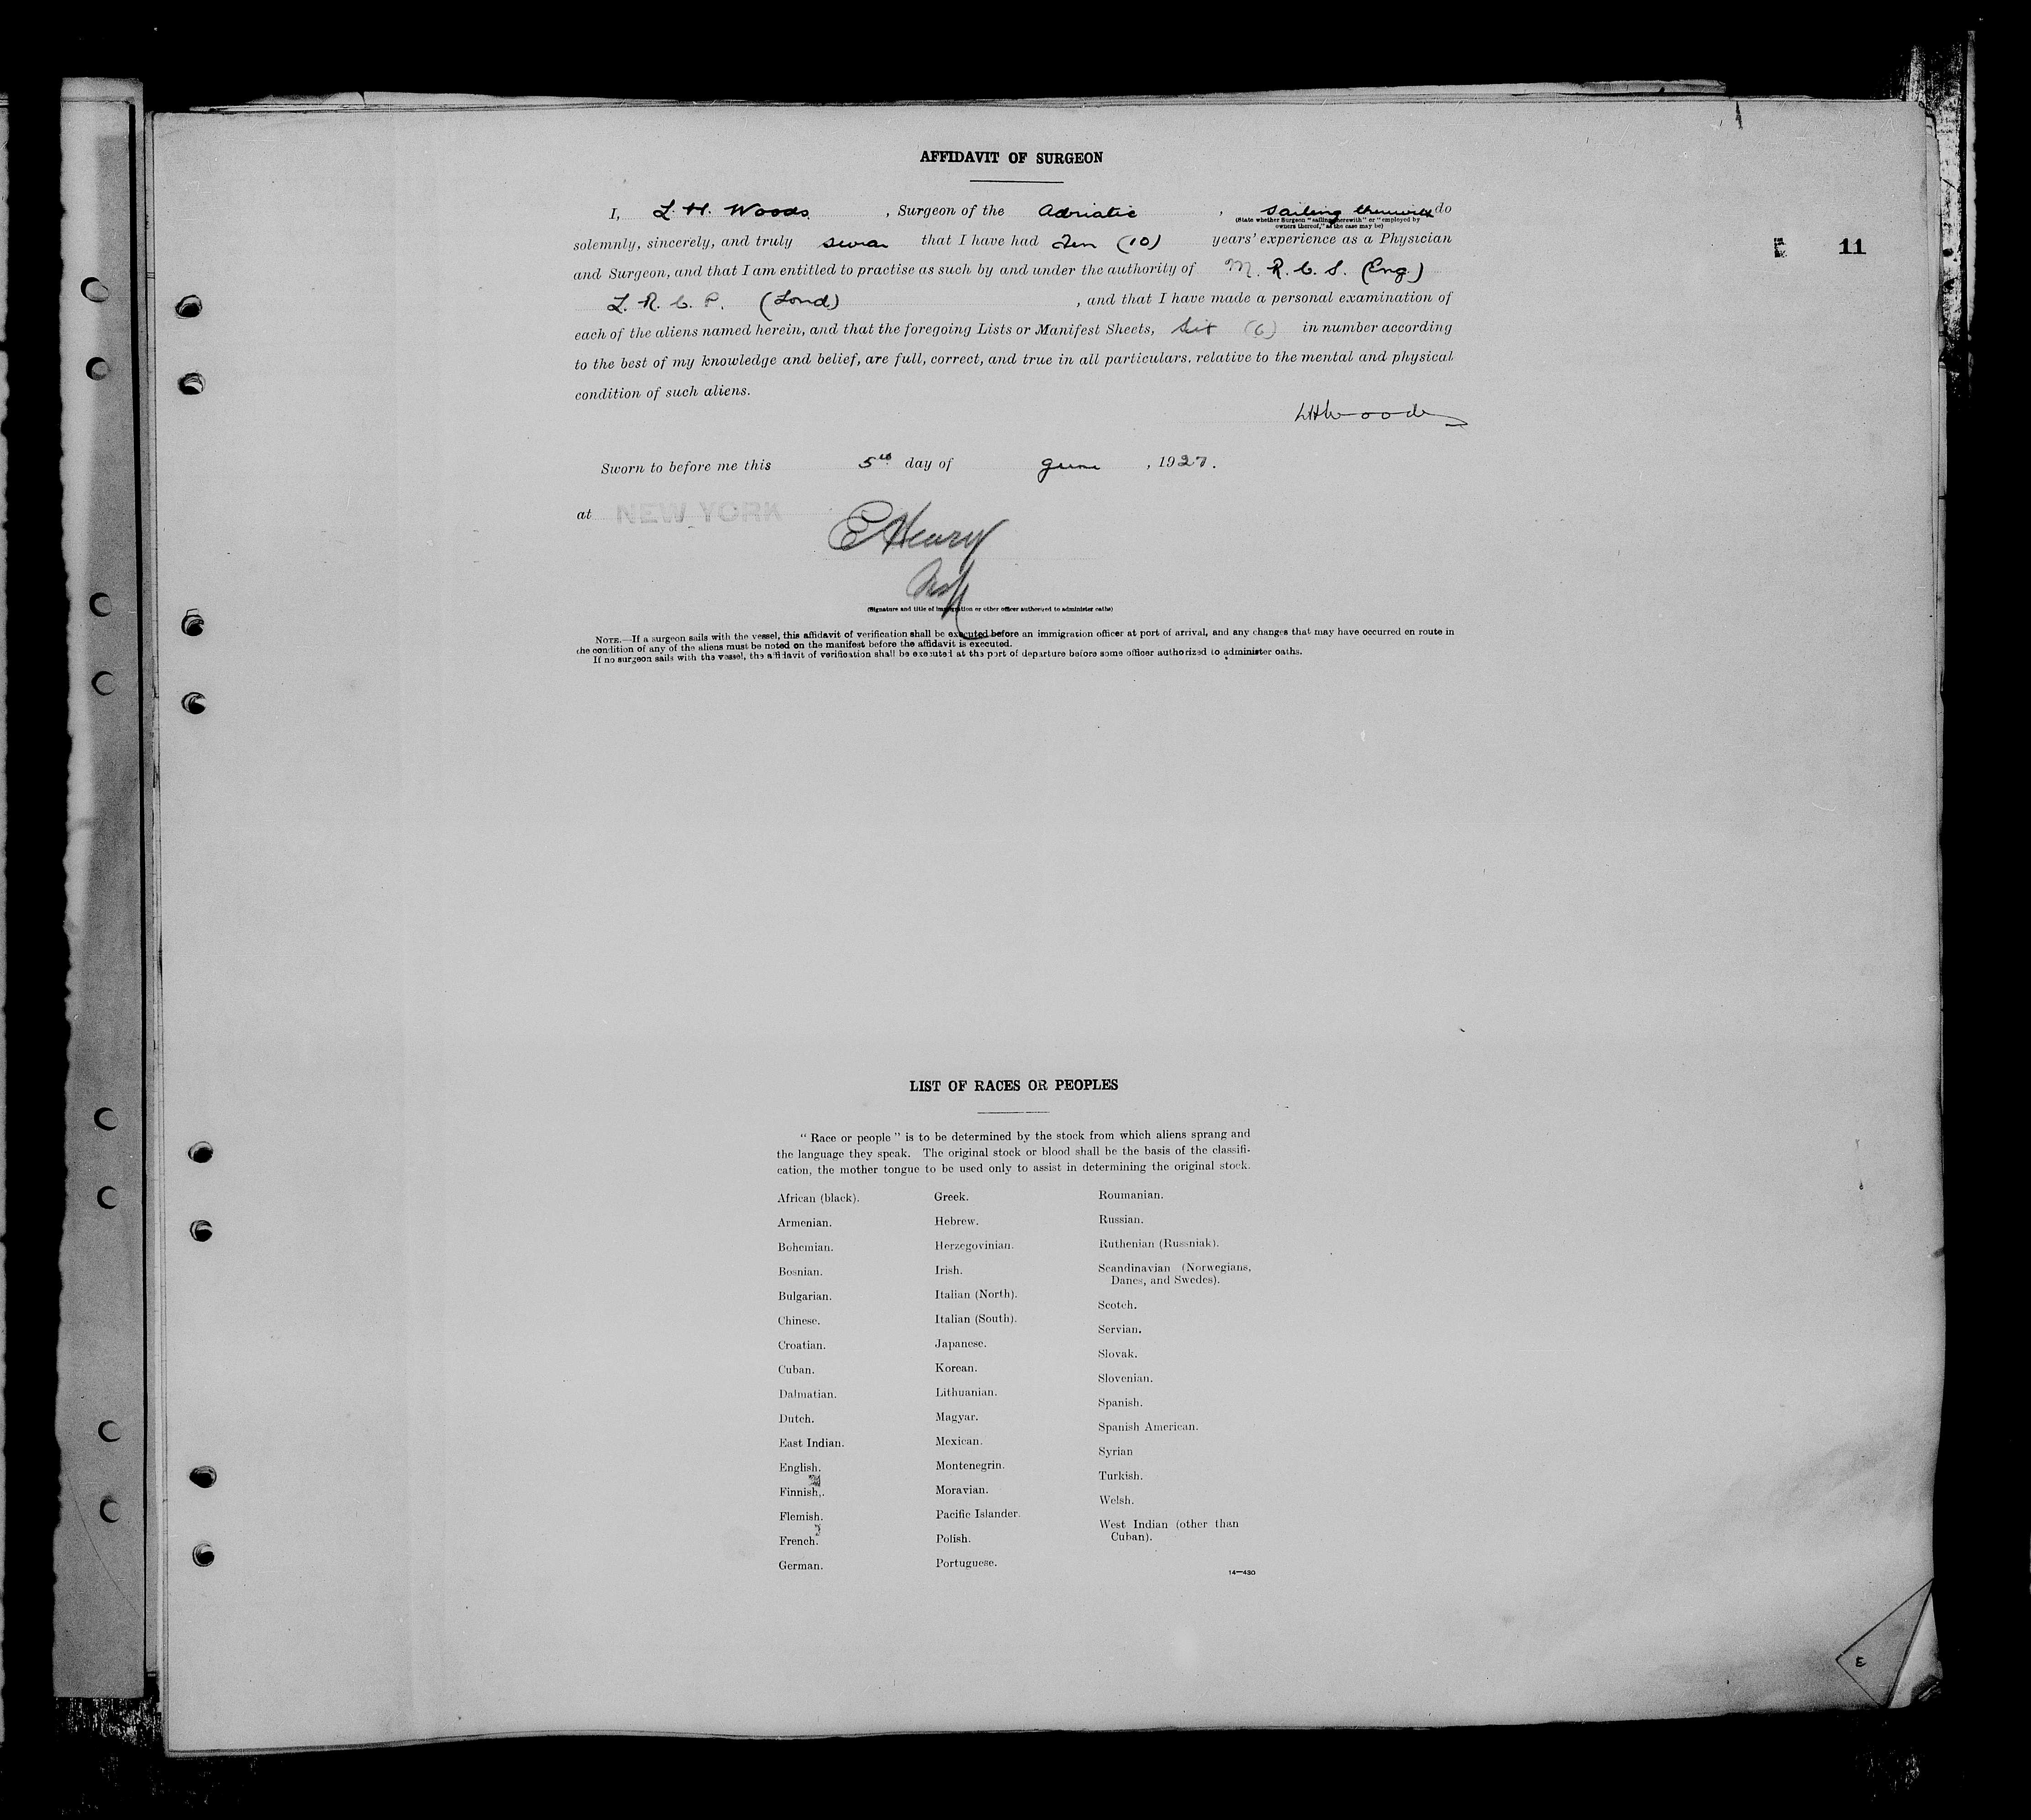 AFFIDAVIT OF SURGEON
I, L. H. Woods, Surgeon of the Adriatic, sailing therewith do
(State whether Surgeon "sailing therewith" or "employed by
owners thereof," as the case may be)
solemnly, sincerely, and truly swear that I have had Ten (10) years' experience as a Physician
and Surgeon, and that I am entitled to practise as such by and under the authority of M. R. C. S. (Eng)
L. R. C. P. (Lond), and that I have made a personal examination of
each of the aliens named herein, and that the foregoing Lists or Manifest Sheets, Six (6) in number according
to the best of my knowledge and belief, are full, correct, and true in all particulars, relative to the mental and physical
condition of such aliens.
LHWoods
Sworn to before me this 5th day of June, 1927.
at NEW YORK
E Henry
Insp
(Signature and title of immigration or other officer authorized to administer oaths)
NOTE.—If a surgeon sails with the vessel, this affidavit of verification shall be executed before an immigration officer at port of arrival, and any changes that may have occurred en route in
the condition of any of the aliens must be noted on the manifest before the affidavit is executed.
If no surgeon sails with the vessel, the affidavit of verification shall be executed at the port of departure before some officer authorized to administer oaths.
E 11
LIST OF RACES OR PEOPLES
"Race or people" is to be determined by the stock from which aliens sprang and
the language they speak. The original stock or blood shall be the basis of the classifi-
cation, the mother tongue to be used only to assist in determining the original stock.
African (black).
Armenian.
Bohemian.
Bosnian.
Bulgarian.
Chinese.
Croatian.
Cuban.
Dalmatian.
Dutch.
East Indian.
English.
Finnish.
Flemish.
French.
German.
Greek.
Hebrew.
Herzegovinian.
Irish.
Italian (North).
Italian (South).
Japanese.
Korean.
Lithuanian.
Magyar.
Mexican.
Montenegrin.
Moravian.
Pacific Islander.
Polish.
Portuguese.
Roumanian.
Russian.
Ruthenian (Russniak).
Scandinavian (Norwegians,
Danes, and Swedes).
Scotch.
Servian.
Slovak.
Slovenian.
Spanish.
Spanish American.
Syrian
Turkish.
Welsh.
West Indian (other than
Cuban).
14—430
E